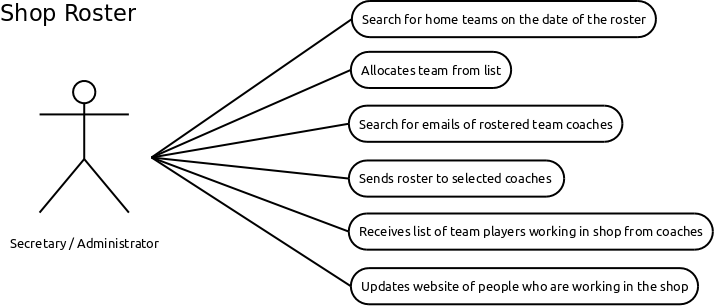 Shop Roster
Search for home teams on the date of the roster
Allocates team from list
Search for emails of rostered team coaches
Sends roster to selected coaches
Secretary / Administrator
Receives list of team players working in shop from coaches
Updates website of people who are working in the shop